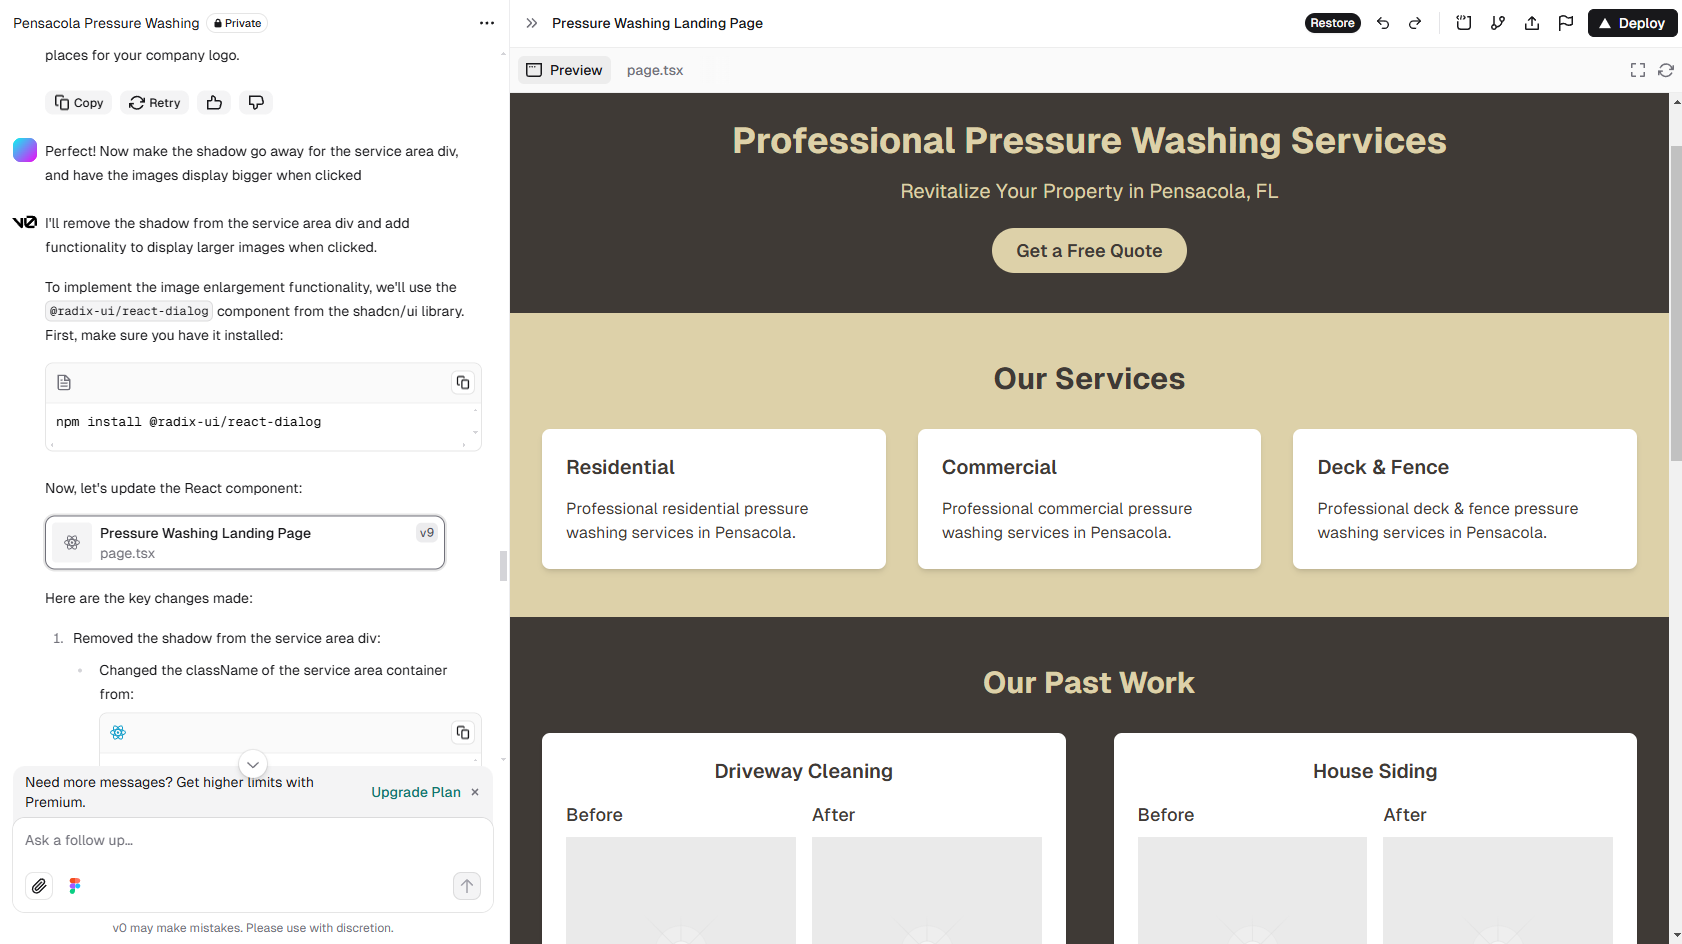 Pensacola Pressure Washing
Private
places for your company logo.
Copy
Retry
Perfect! Now make the shadow go away for the service area div,
and have the images display bigger when clicked
v0
I'll remove the shadow from the service area div and add
functionality to display larger images when clicked.
To implement the image enlargement functionality, we'll use the
@radix-ui/react-dialog component from the shadcn/ui library.
First, make sure you have it installed:
npm install @radix-ui/react-dialog
Now, let's update the React component:
Pressure Washing Landing Page
v9
page.tsx
Here are the key changes made:
1. Removed the shadow from the service area div:
Changed the className of the service area container
from:
Need more messages? Get higher limits with
Premium.
Upgrade Plan ×
Ask a follow up...
v0 may make mistakes. Please use with discretion.
Pressure Washing Landing Page
Restore
Deploy
Preview
page.tsx
Professional Pressure Washing Services
Revitalize Your Property in Pensacola, FL
Get a Free Quote
Our Services
Residential
Professional residential pressure
washing services in Pensacola.
Commercial
Professional commercial pressure
washing services in Pensacola.
Deck & Fence
Professional deck & fence pressure
washing services in Pensacola.
Our Past Work
Driveway Cleaning
Before
After
House Siding
Before
After